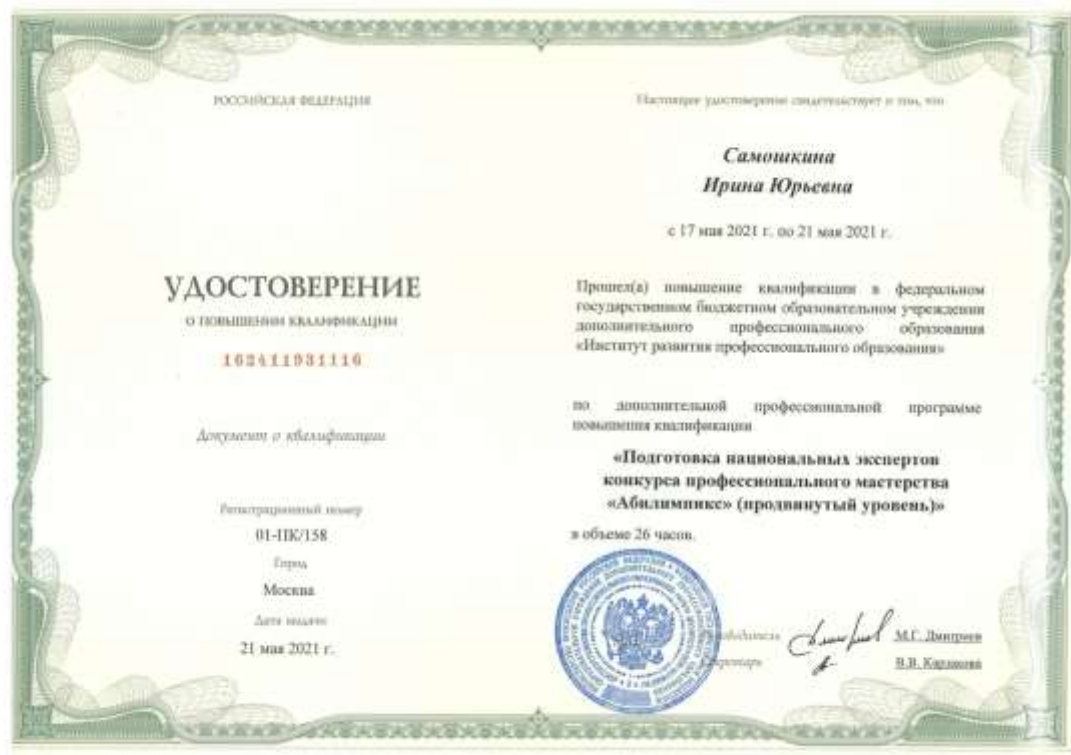 РОССИЙСКАЯ ФЕДЕРАЦИЯ
УДОСТОВЕРЕНИЕ
О ПОВЫШЕНИИ КВАЛИФИКАЦИИ
162411931116
Документ о квалификации
Регистрационный номер
01-ПК/158
Город
Москва
Дата выдачи
21 мая 2021 г.
Настоящее удостоверение свидетельствует о том, что
Самошкина
Ирина Юрьевна
с 17 мая 2021 г. по 21 мая 2021 г.
Прошел(а) повышение квалификации в федеральном
государственном бюджетном образовательном учреждении
дополнительного профессионального образования
«Институт развития профессионального образования»
по дополнительной профессиональной программе
повышения квалификации
«Подготовка национальных экспертов
конкурса профессионального мастерства
«Абилимпикс» (продвинутый уровень)»
в объеме 26 часов.
Руководитель М.Г. Дмитриев
Секретарь В.В.